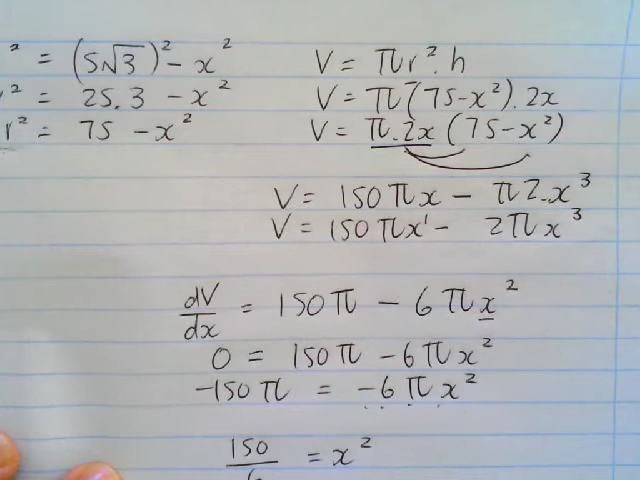 ² = (5√3)² - x²
r² = 25.3 - x²
r² = 75 - x²
V = πr².h
V = π(75-x²).2x
V = π.2x(75-x²)
V = 150πx - π2.x³
V = 150πx¹ - 2πx³
dV/dx = 150π - 6πx²
0 = 150π - 6πx²
-150π = -6πx²
150/6 = x²